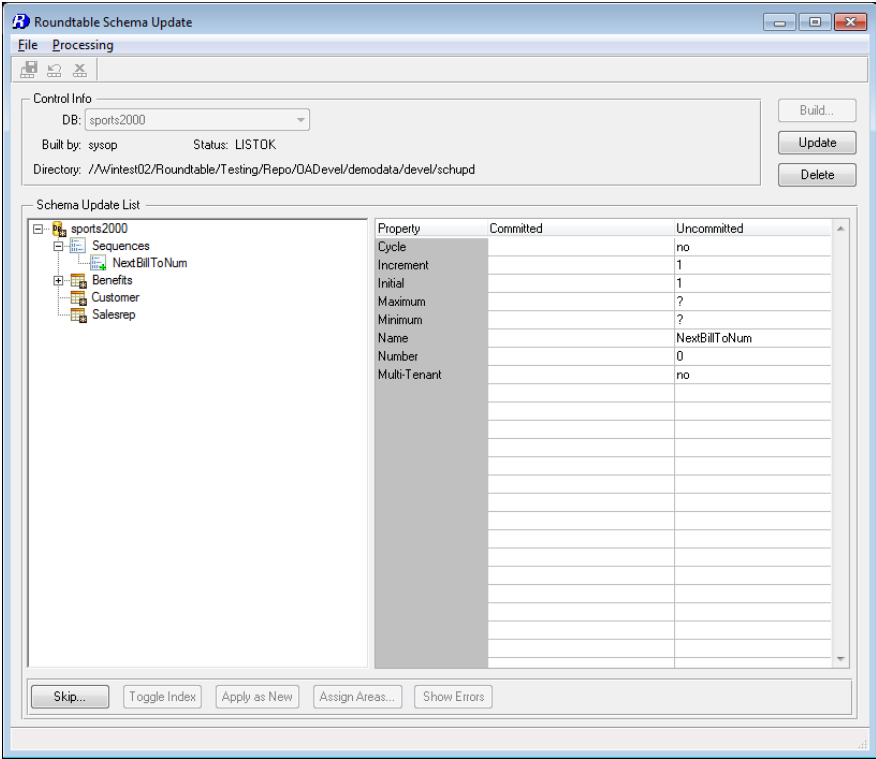 Roundtable Schema Update
File Processing
Control Info
DB: sports2000
Built by: sysop Status: LISTOK
Directory: //Wintest02/Roundtable/Testing/Repo/OADevel/demodata/devel/schupd
Build...
Update
Delete
Schema Update List
sports2000
Sequences
NextBillToNum
Benefits
Customer
Salesrep
Property Committed Uncommitted
Cycle no
Increment 1
Initial 1
Maximum ?
Minimum ?
Name NextBillToNum
Number 0
Multi-Tenant no
Skip... Toggle Index Apply as New Assign Areas... Show Errors